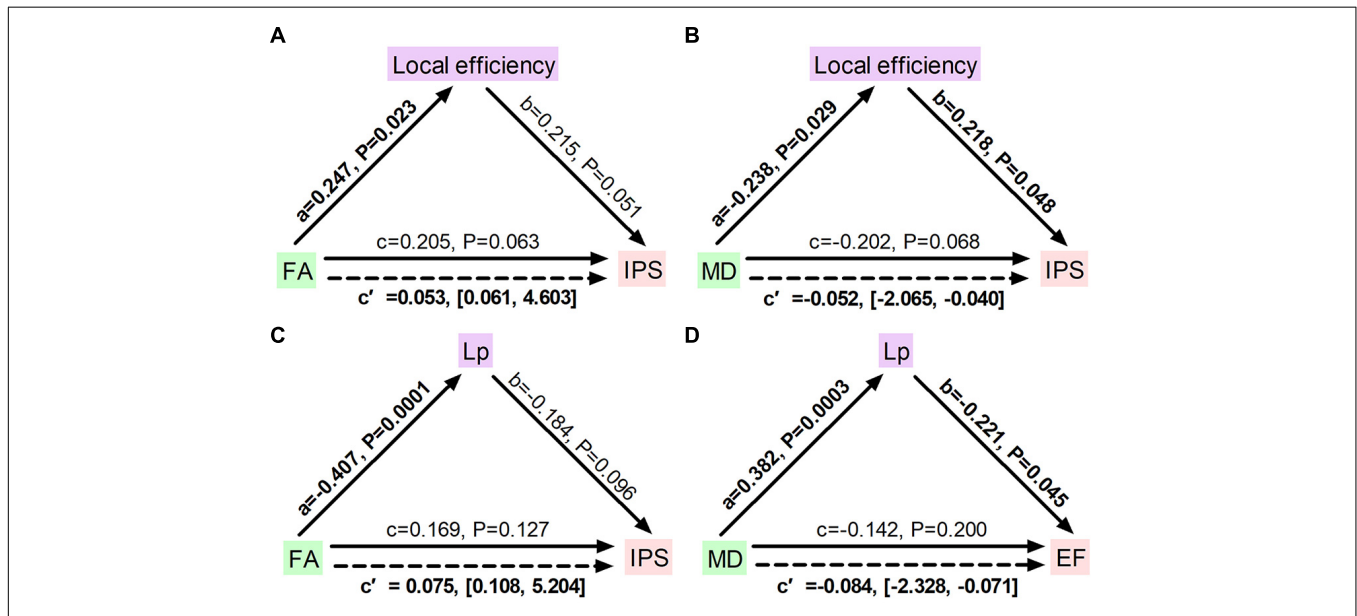 A
Local efficiency
a=0.247, P=0.023
b=0.215, P=0.051
c=0.205, P=0.063
FA
IPS
c′ =0.053, [0.061, 4.603]
B
Local efficiency
a=-0.238, P=0.029
b=0.218, P=0.048
c=-0.202, P=0.068
MD
IPS
c′ =-0.052, [-2.065, -0.040]
C
Lp
a=-0.407, P=0.0001
b=-0.184, P=0.096
c=0.169, P=0.127
FA
IPS
c′ = 0.075, [0.108, 5.204]
D
Lp
a=0.382, P=0.0003
b=-0.221, P=0.045
c=-0.142, P=0.200
MD
EF
c′ =-0.084, [-2.328, -0.071]